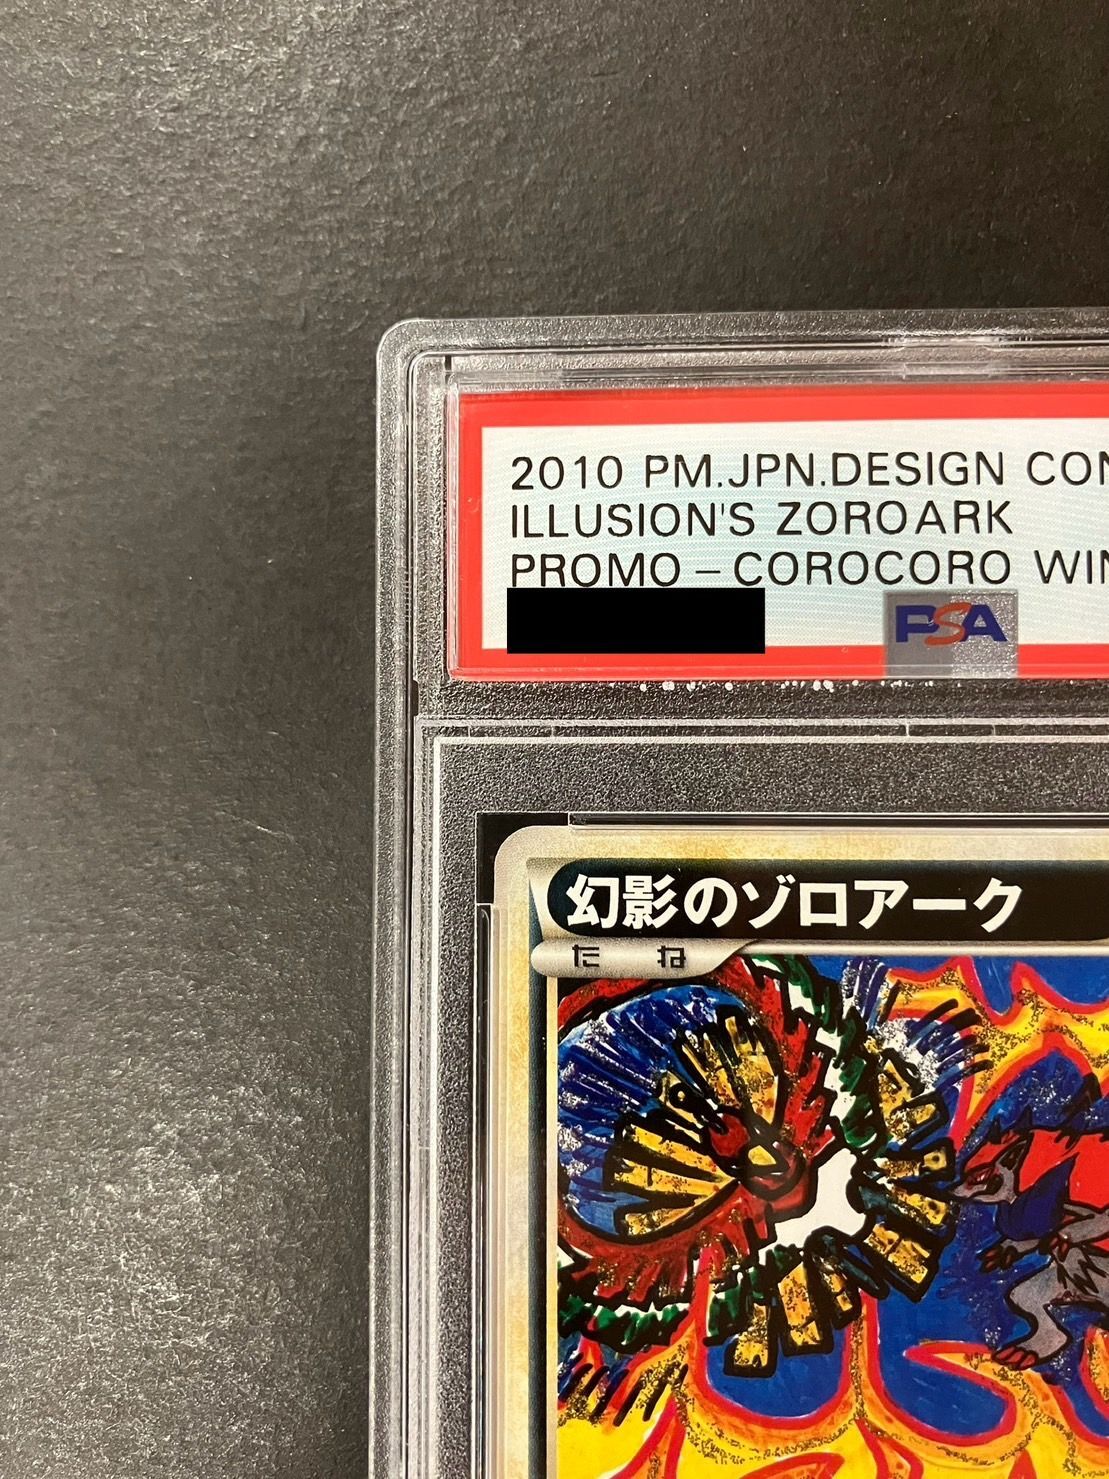 2010 PM.JPN.DESIGN CON
ILLUSION'S ZOROARK
PROMO-COROCORO WIN
PSA
幻影のゾロアーク
たね